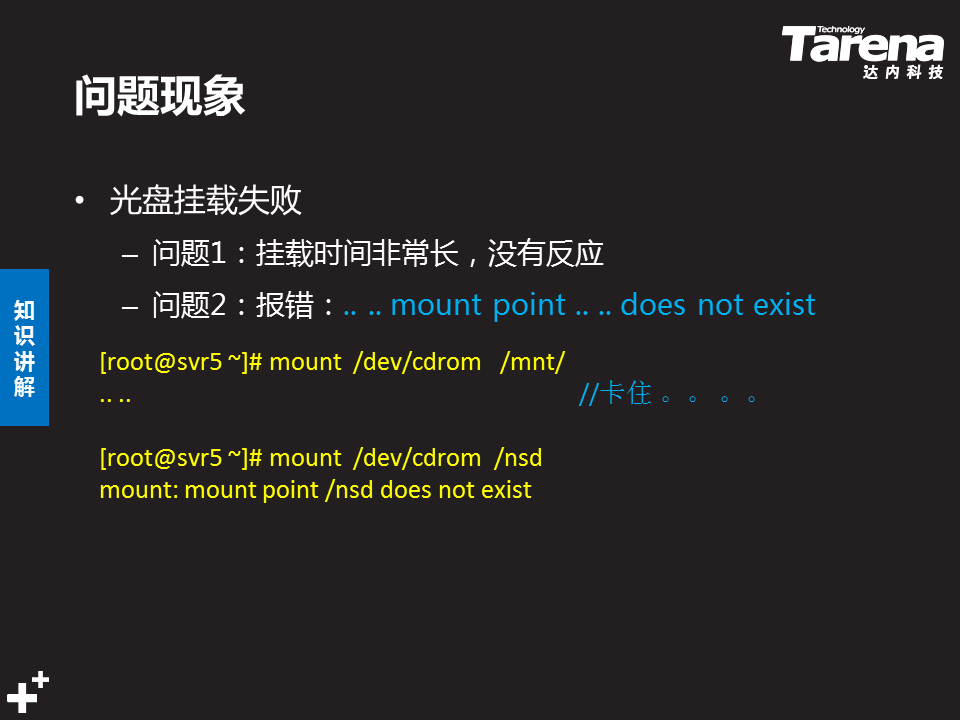 Technology
Tarena
达内科技
问题现象
• 光盘挂载失败
– 问题1：挂载时间非常长，没有反应
– 问题2：报错：.. .. mount point .. .. does not exist
知识讲解
[root@svr5 ~]# mount /dev/cdrom /mnt/
.. .. //卡住 。 。 。 。
[root@svr5 ~]# mount /dev/cdrom /nsd
mount: mount point /nsd does not exist